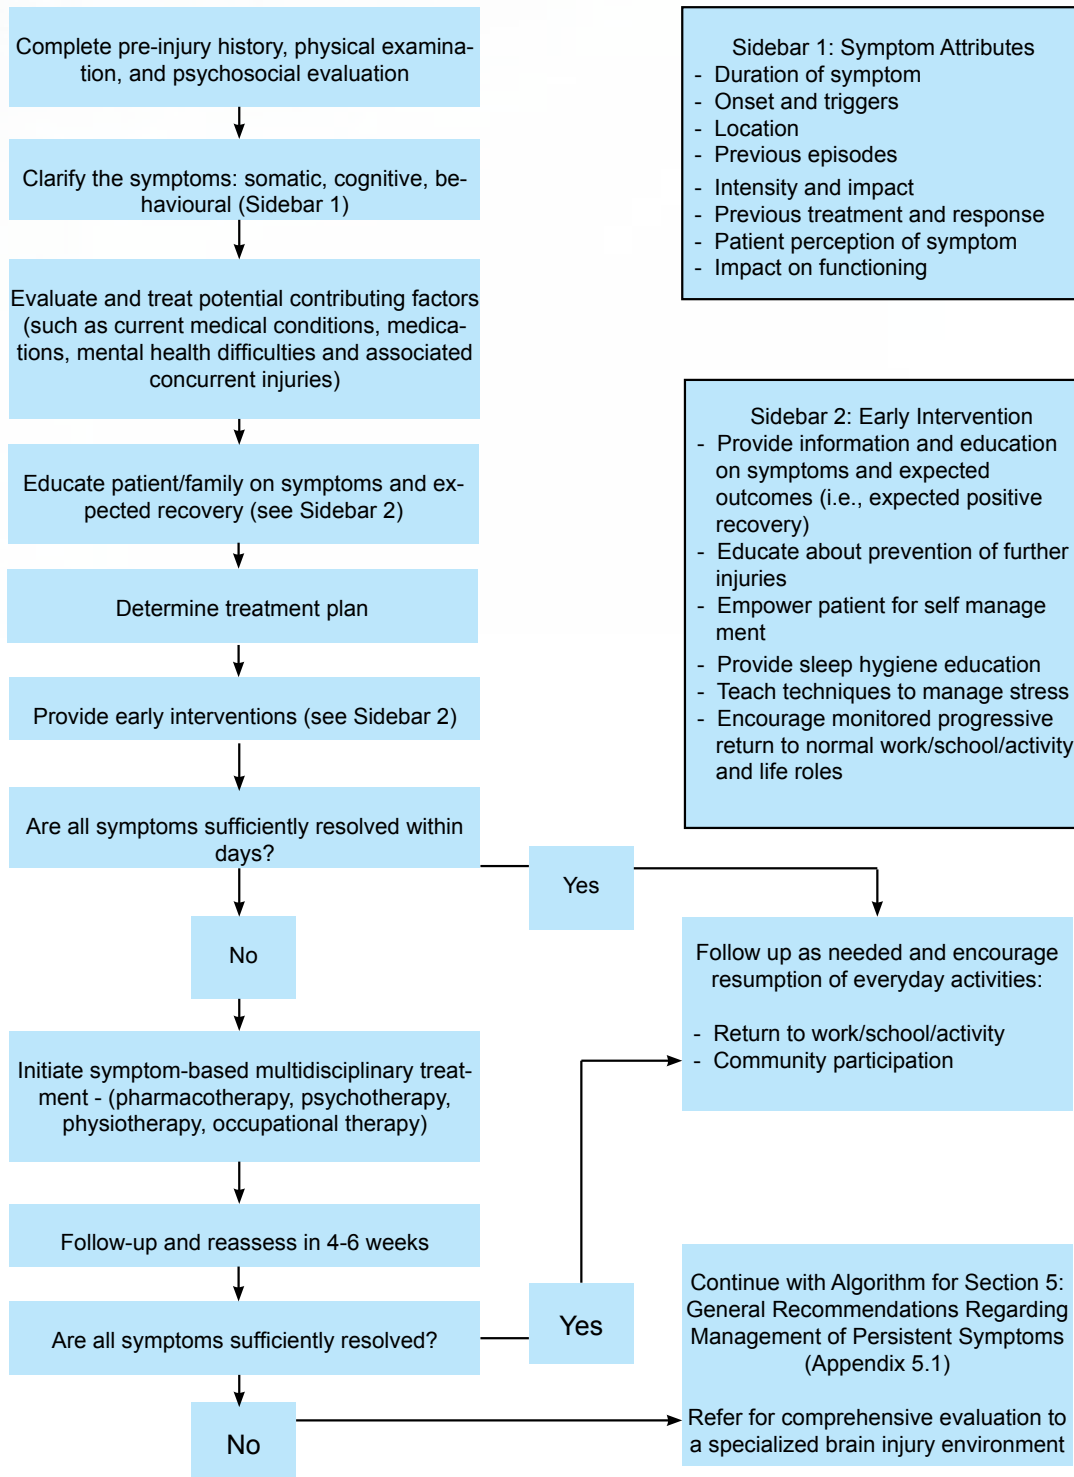 Complete pre-injury history, physical examina-
tion, and psychosocial evaluation
Clarify the symptoms: somatic, cognitive, be-
havioural (Sidebar 1)
Evaluate and treat potential contributing factors
(such as current medical conditions, medica-
tions, mental health difficulties and associated
concurrent injuries)
Educate patient/family on symptoms and ex-
pected recovery (see Sidebar 2)
Determine treatment plan
Provide early interventions (see Sidebar 2)
Are all symptoms sufficiently resolved within
days?
Yes
No
Initiate symptom-based multidisciplinary treat-
ment - (pharmacotherapy, psychotherapy,
physiotherapy, occupational therapy)
Follow-up and reassess in 4-6 weeks
Are all symptoms sufficiently resolved?
Yes
No
Sidebar 1: Symptom Attributes
- Duration of symptom
- Onset and triggers
- Location
- Previous episodes
- Intensity and impact
- Previous treatment and response
- Patient perception of symptom
- Impact on functioning
Sidebar 2: Early Intervention
- Provide information and education
on symptoms and expected
outcomes (i.e., expected positive
recovery)
- Educate about prevention of further
injuries
- Empower patient for self manage
ment
- Provide sleep hygiene education
- Teach techniques to manage stress
- Encourage monitored progressive
return to normal work/school/activity
and life roles
Follow up as needed and encourage
resumption of everyday activities:
- Return to work/school/activity
- Community participation
Continue with Algorithm for Section 5:
General Recommendations Regarding
Management of Persistent Symptoms
(Appendix 5.1)
Refer for comprehensive evaluation to
a specialized brain injury environment